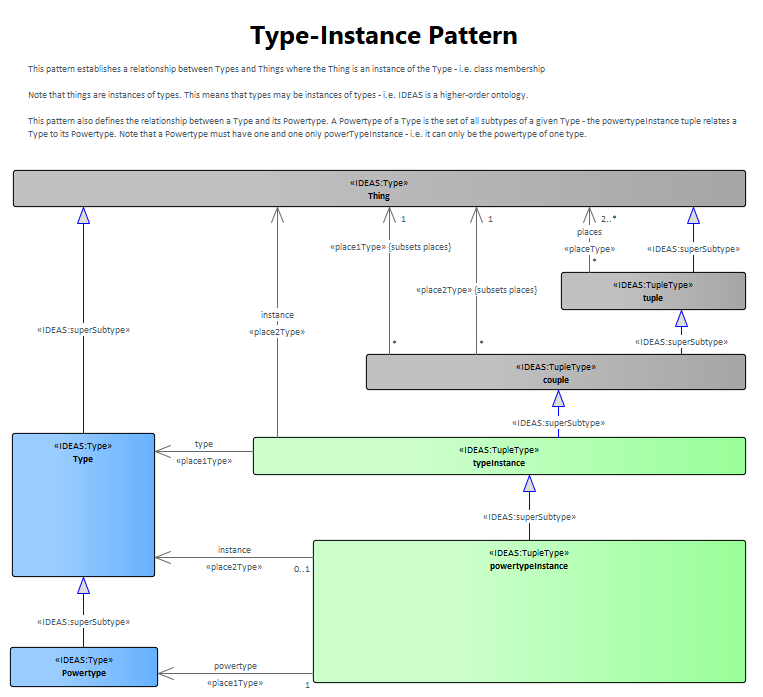 Type-Instance Pattern
This pattern establishes a relationship between Types and Things where the Thing is an instance of the Type - i.e. class membership
Note that things are instances of types. This means that types may be instances of types - i.e. IDEAS is a higher-order ontology.
This pattern also defines the relationship between a Type and its Powertype. A Powertype of a Type is the set of all subtypes of a given Type - the powertypeInstance tuple relates a
Type to its Powertype. Note that a Powertype must have one and one only powerTypeInstance - i.e. it can only be the powertype of one type.
«IDEAS:Type»
Thing
1
1
2..*
places
«place1Type» {subsets places}
«placeType»
«IDEAS:superSubtype»
*
«IDEAS:TupleType»
tuple
«place2Type» {subsets places}
instance
«place2Type»
«IDEAS:superSubtype»
*
*
«IDEAS:superSubtype»
«IDEAS:TupleType»
couple
«IDEAS:superSubtype»
«IDEAS:Type»
Type
type
«place1Type»
«IDEAS:TupleType»
typeInstance
«IDEAS:superSubtype»
instance
«place2Type»
0..1
«IDEAS:TupleType»
powertypeInstance
«IDEAS:superSubtype»
«IDEAS:Type»
Powertype
powertype
«place1Type»
1